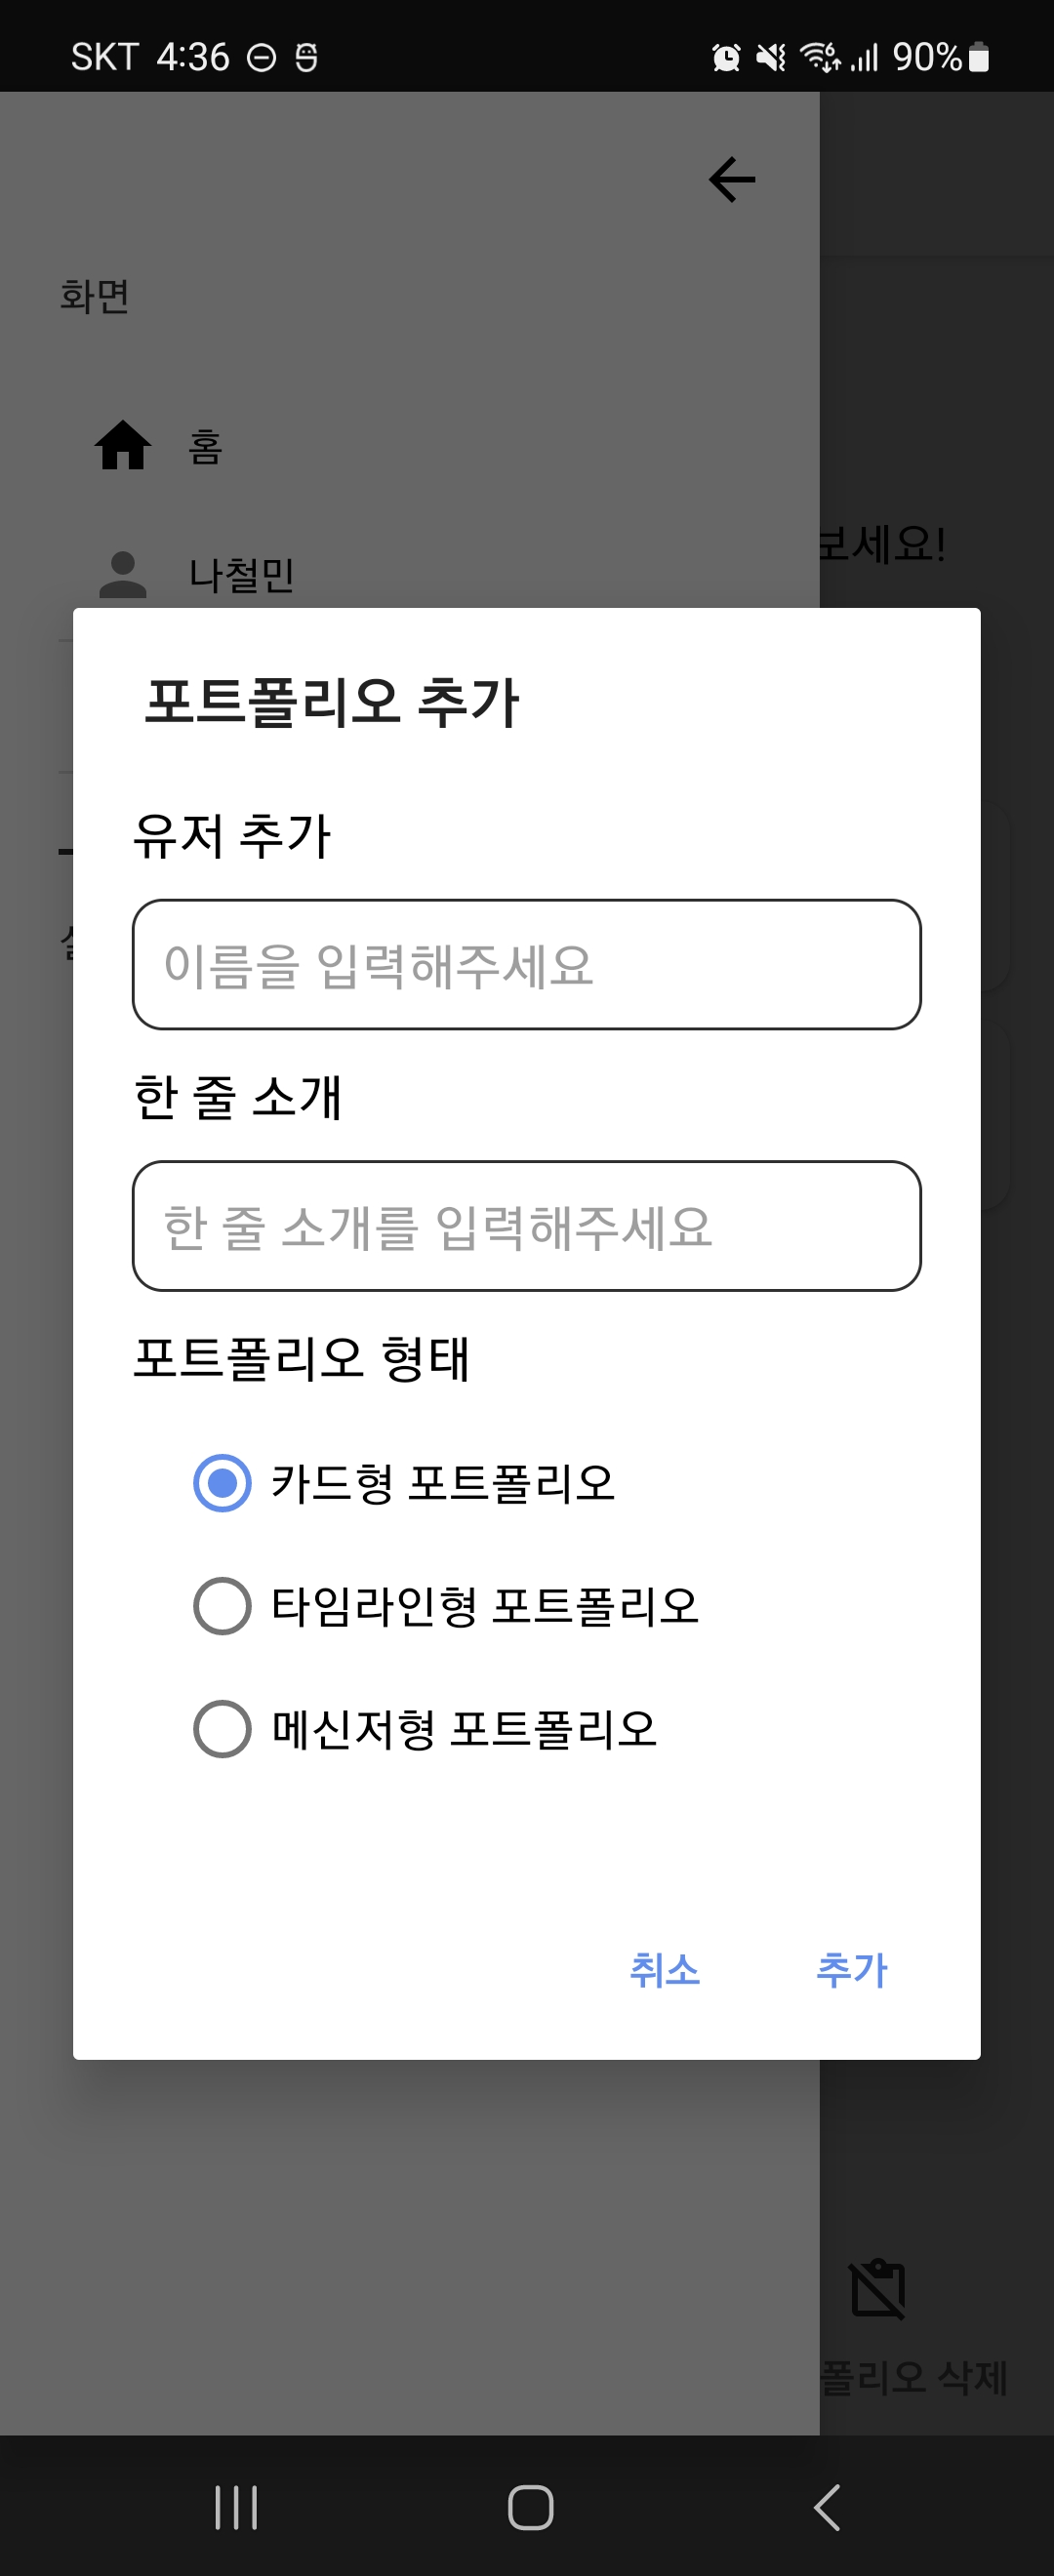 SKT 4:36 90%
화면
홈
나철민
보세요!
포트폴리오 추가
유저 추가
이름을 입력해주세요
한 줄 소개
한 줄 소개를 입력해주세요
포트폴리오 형태
카드형 포트폴리오
타임라인형 포트폴리오
메신저형 포트폴리오
취소 추가
폴리오 삭제